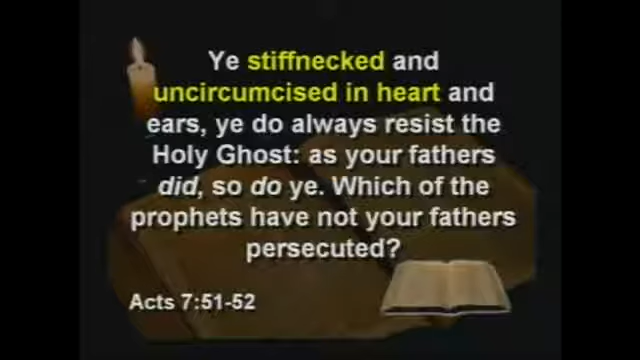 Ye stiffnecked and
uncircumcised in heart and
ears, ye do always resist the
Holy Ghost: as your fathers
did, so do ye. Which of the
prophets have not your fathers
persecuted?
Acts 7:51-52